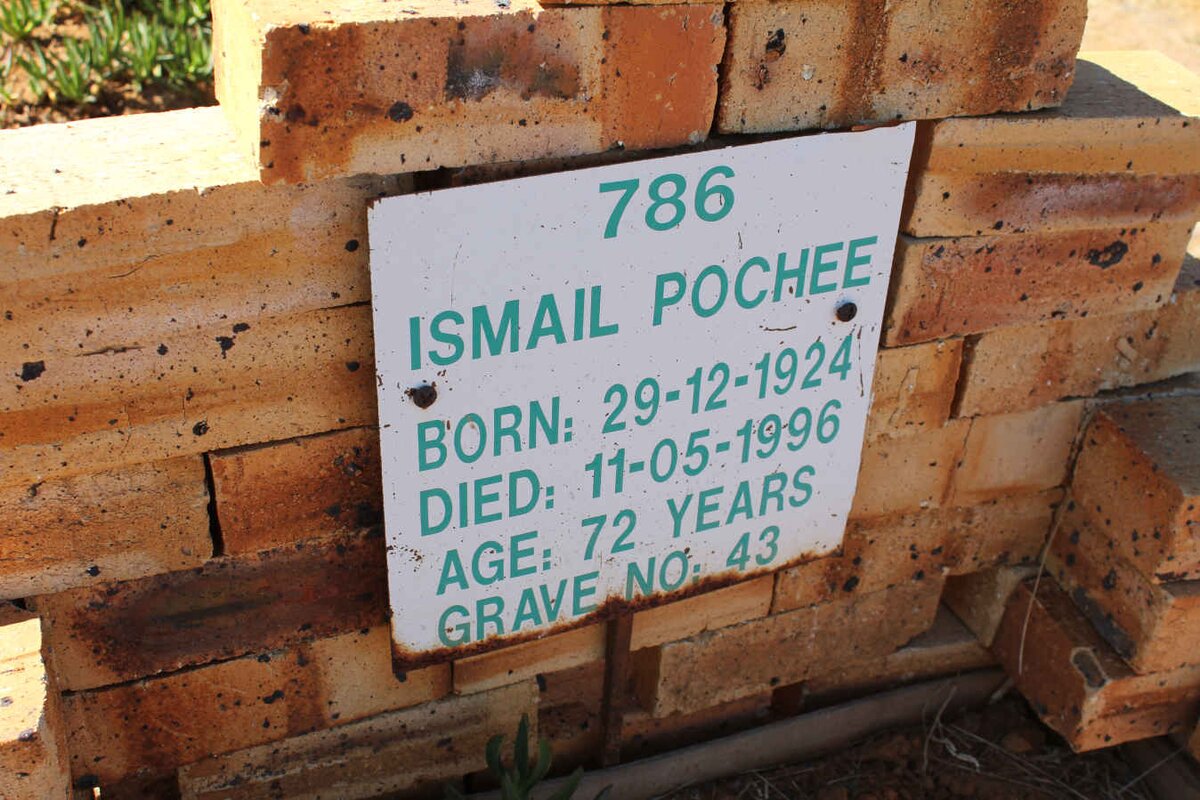 786
ISMAIL POCHEE
BORN: 29-12-1924
DIED: 11-05-1996
AGE: 72 YEARS
GRAVE NO: 43